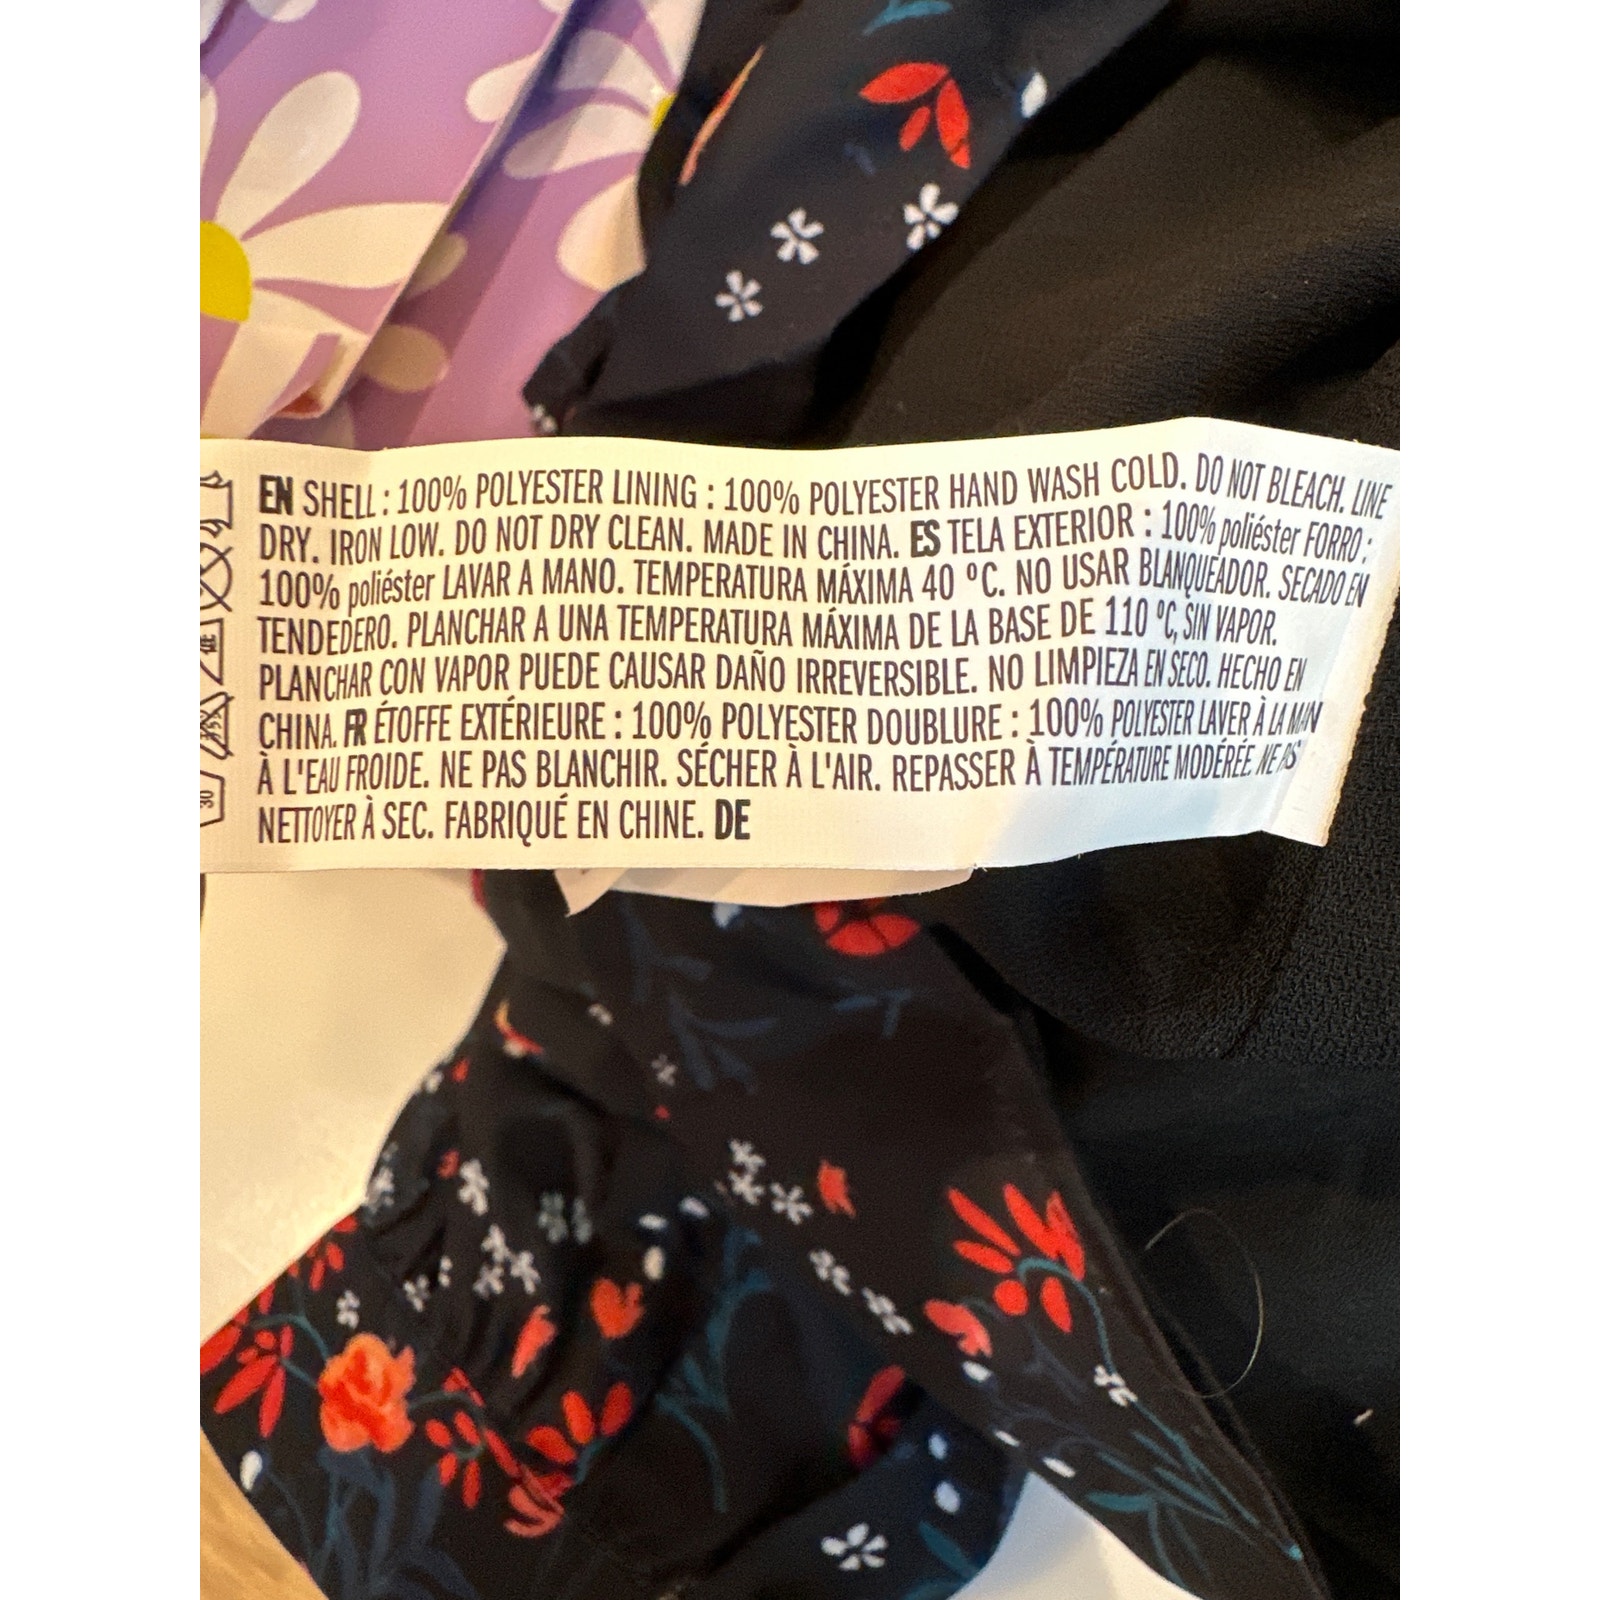 EN SHELL : 100% POLYESTER LINING : 100% POLYESTER HAND WASH COLD. DO NOT BLEACH. LINE
DRY. IRON LOW. DO NOT DRY CLEAN. MADE IN CHINA. ES TELA EXTERIOR : 100% poliéster FORRO :
100% poliéster LAVAR A MANO. TEMPERATURA MÁXIMA 40 ºC. NO USAR BLANQUEADOR. SECADO EN
TENDEDERO. PLANCHAR A UNA TEMPERATURA MÁXIMA DE LA BASE DE 110 ºC, SIN VAPOR.
PLANCHAR CON VAPOR PUEDE CAUSAR DAÑO IRREVERSIBLE. NO LIMPIEZA EN SECO. HECHO EN
CHINA. FR ÉTOFFE EXTÉRIEURE : 100% POLYESTER DOUBLURE : 100% POLYESTER LAVER À LA MAIN
À L'EAU FROIDE. NE PAS BLANCHIR. SÉCHER À L'AIR. REPASSER À TEMPÉRATURE MODÉRÉE. NE PAS
NETTOYER À SEC. FABRIQUÉ EN CHINE. DE
30